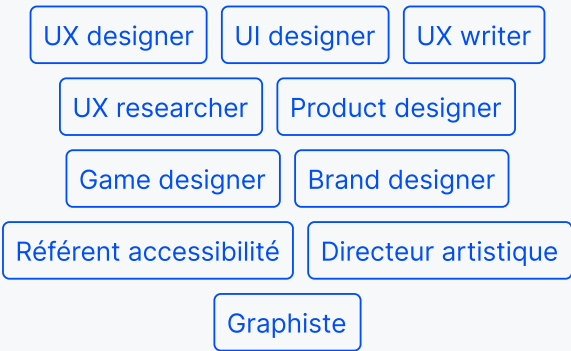 UX designer UI designer UX writer
UX researcher Product designer
Game designer Brand designer
Référent accessibilité Directeur artistique
Graphiste